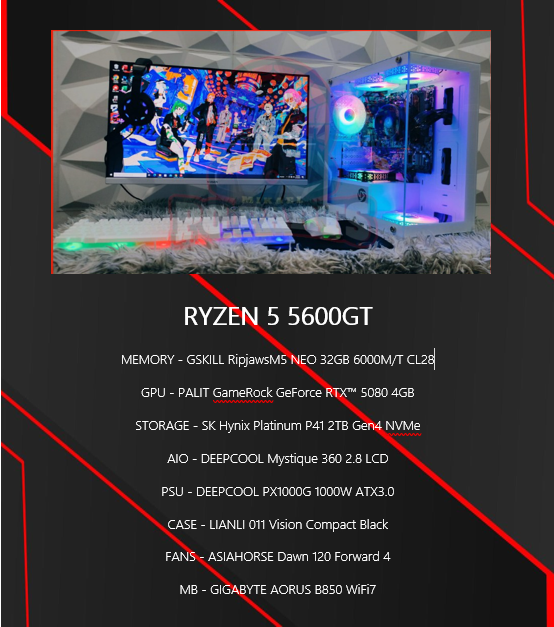 RYZEN 5 5600GT
MEMORY - GSKILL RipjawsM5 NEO 32GB 6000M/T CL28
GPU - PALIT GameRock GeForce RTX™ 5080 4GB
STORAGE - SK Hynix Platinum P41 2TB Gen4 NVMe
AIO - DEEPCOOL Mystique 360 2.8 LCD
PSU - DEEPCOOL PX1000G 1000W ATX3.0
CASE - LIANLI 011 Vision Compact Black
FANS - ASIAHORSE Dawn 120 Forward 4
MB - GIGABYTE AORUS B850 WiFi7